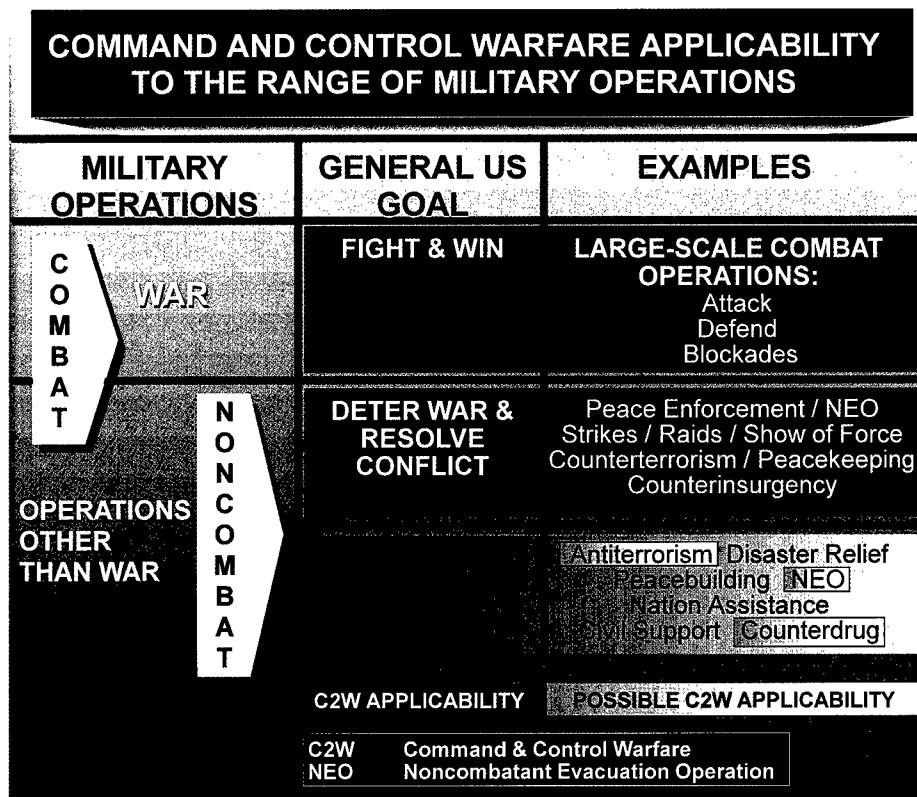 COMMAND AND CONTROL WARFARE APPLICABILITY
TO THE RANGE OF MILITARY OPERATIONS
MILITARY
OPERATIONS
GENERAL US
GOAL
EXAMPLES
COMBAT
WAR
FIGHT & WIN
LARGE-SCALE COMBAT
OPERATIONS:
Attack
Defend
Blockades
NONCOMBAT
OPERATIONS
OTHER
THAN WAR
DETER WAR &
RESOLVE
CONFLICT
Peace Enforcement / NEO
Strikes / Raids / Show of Force
Counterterrorism / Peacekeeping
Counterinsurgency
Antiterrorism Disaster Relief
Peacebuilding NEO
Nation Assistance
Civil Support Counterdrug
C2W APPLICABILITY
POSSIBLE C2W APPLICABILITY
C2W Command & Control Warfare
NEO Noncombatant Evacuation Operation